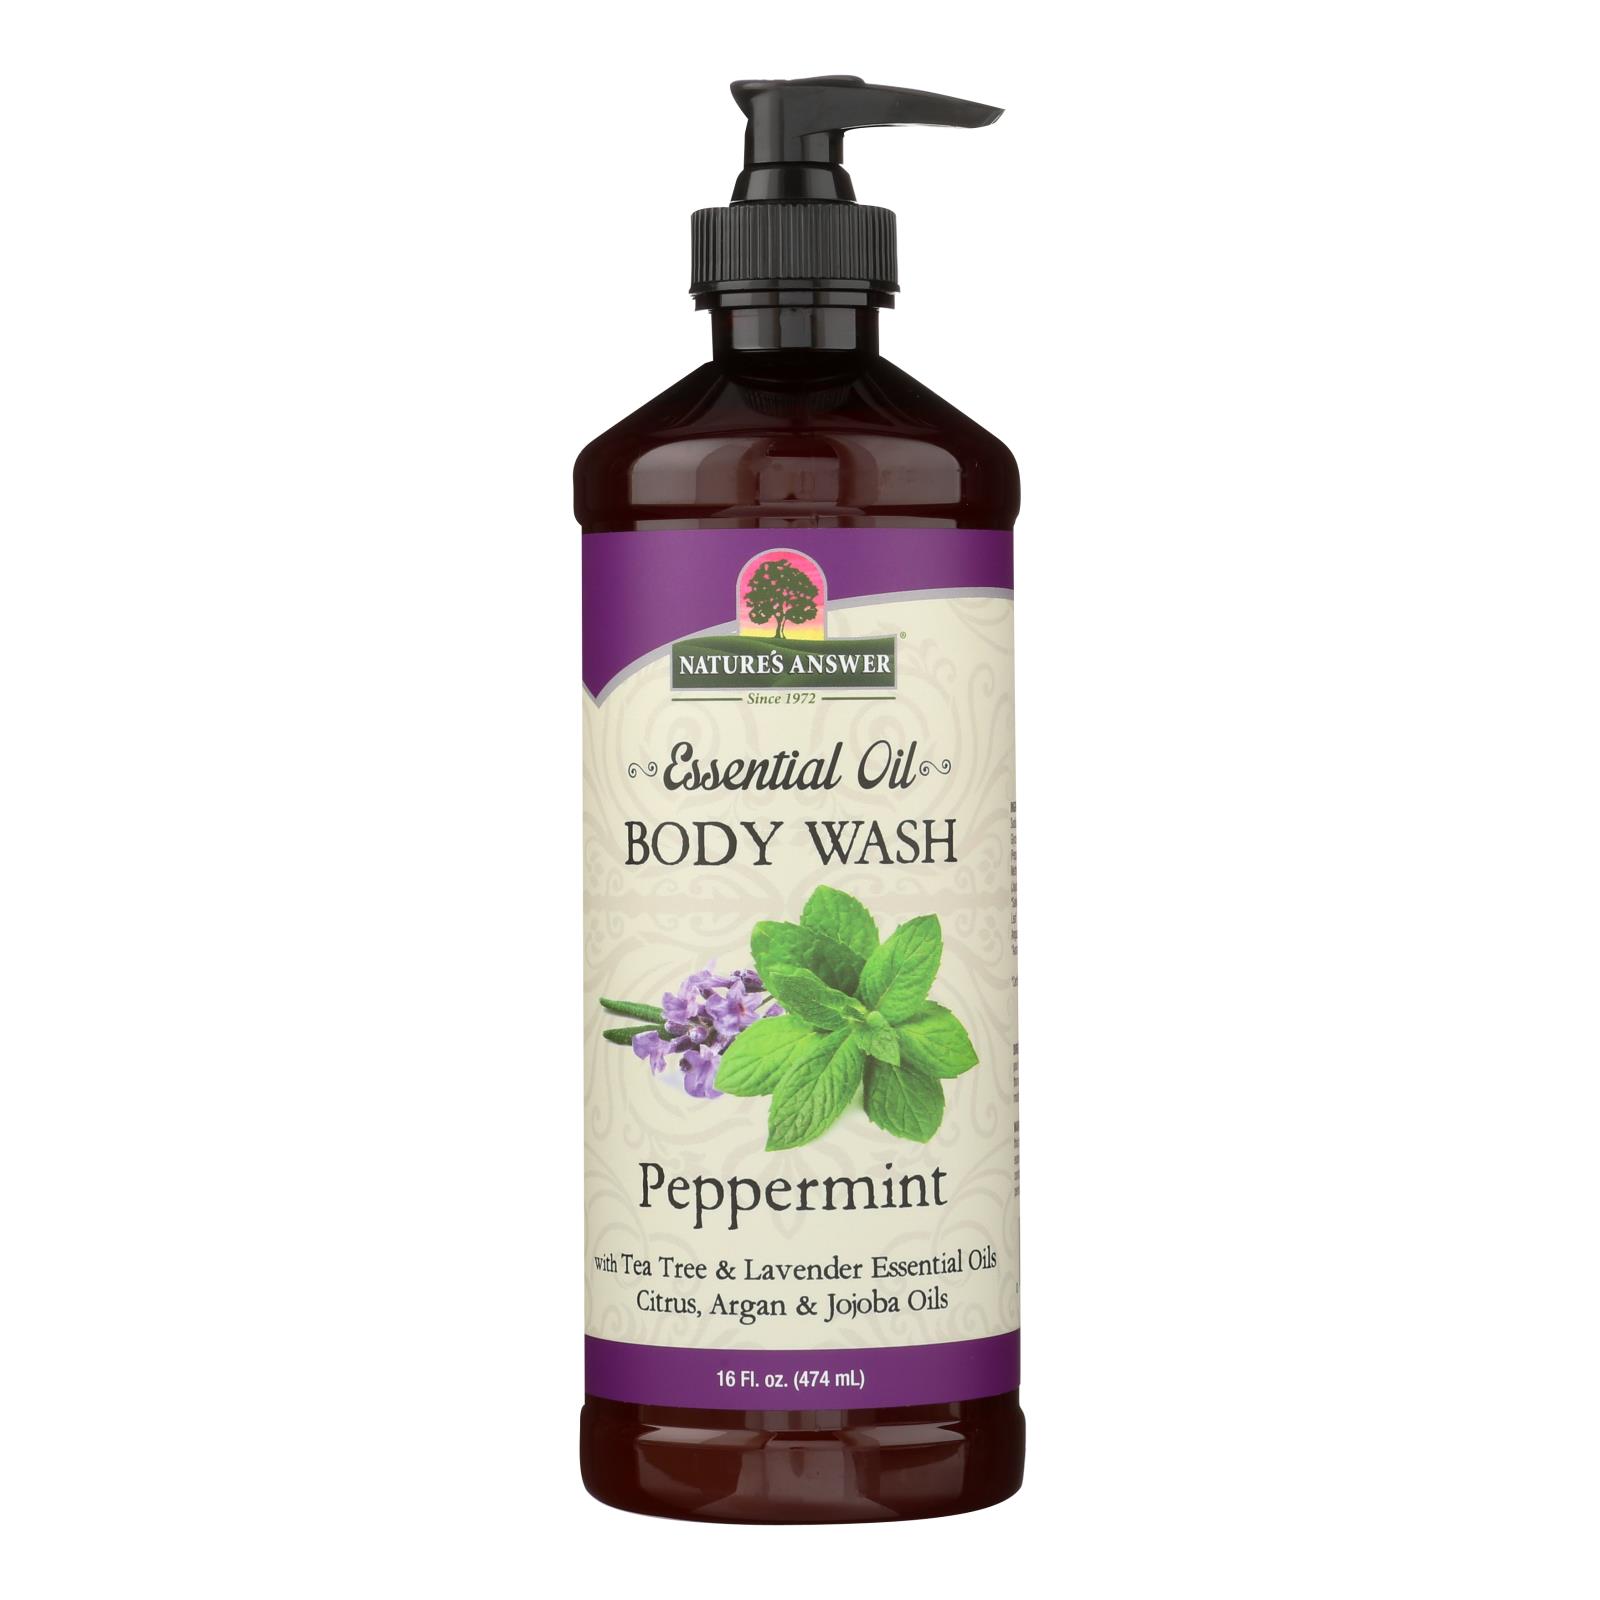 NATURE'S ANSWER®
Since 1972
Essential Oil
BODY WASH
Peppermint
with Tea Tree & Lavender Essential Oils
Citrus, Argan & Jojoba Oils
16 Fl. oz. (474 mL)